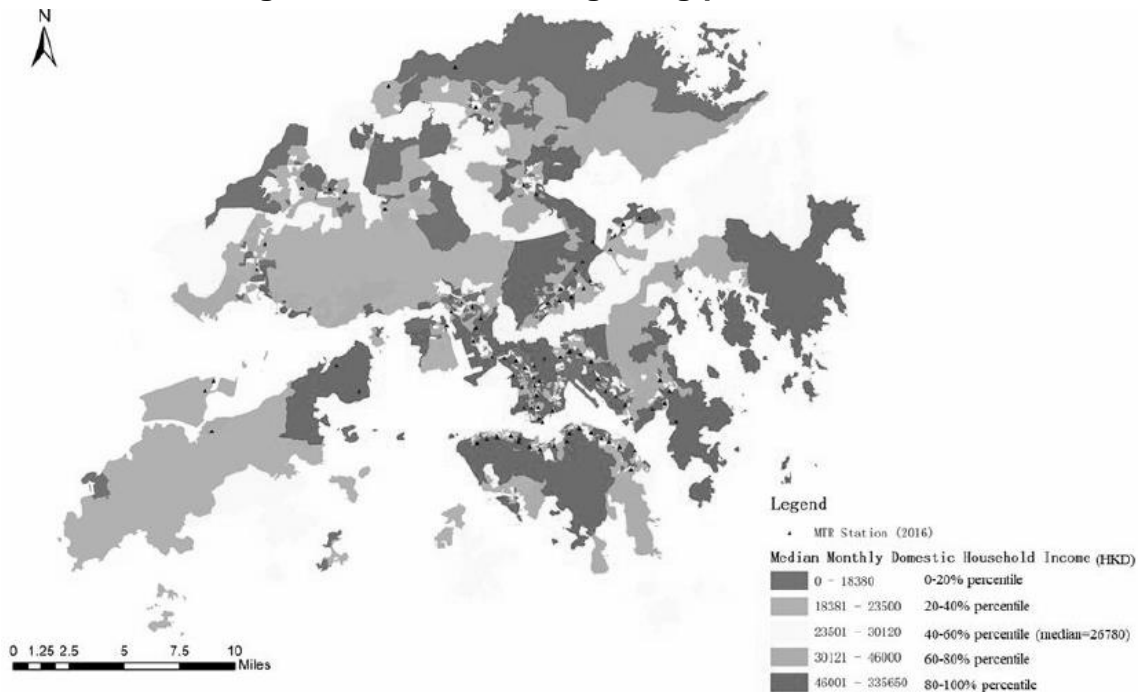 N
Legend
MTR Station (2016)
Median Monthly Domestic Household Income (HKD)
0 - 18380 0-20% percentile
18381 - 23500 20-40% percentile
23501 - 30120 40-60% percentile (median=26780)
30121 - 46000 60-80% percentile
46001 - 335650 80-100% percentile
0 1.25 2.5 5 7.5 10
Miles